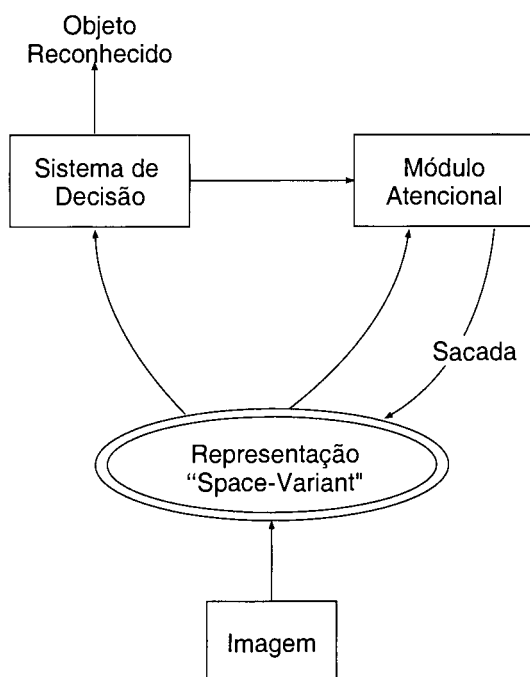 Objeto
Reconhecido
Sistema de
Decisão
Módulo
Atencional
Sacada
Representação
“Space-Variant"
Imagem